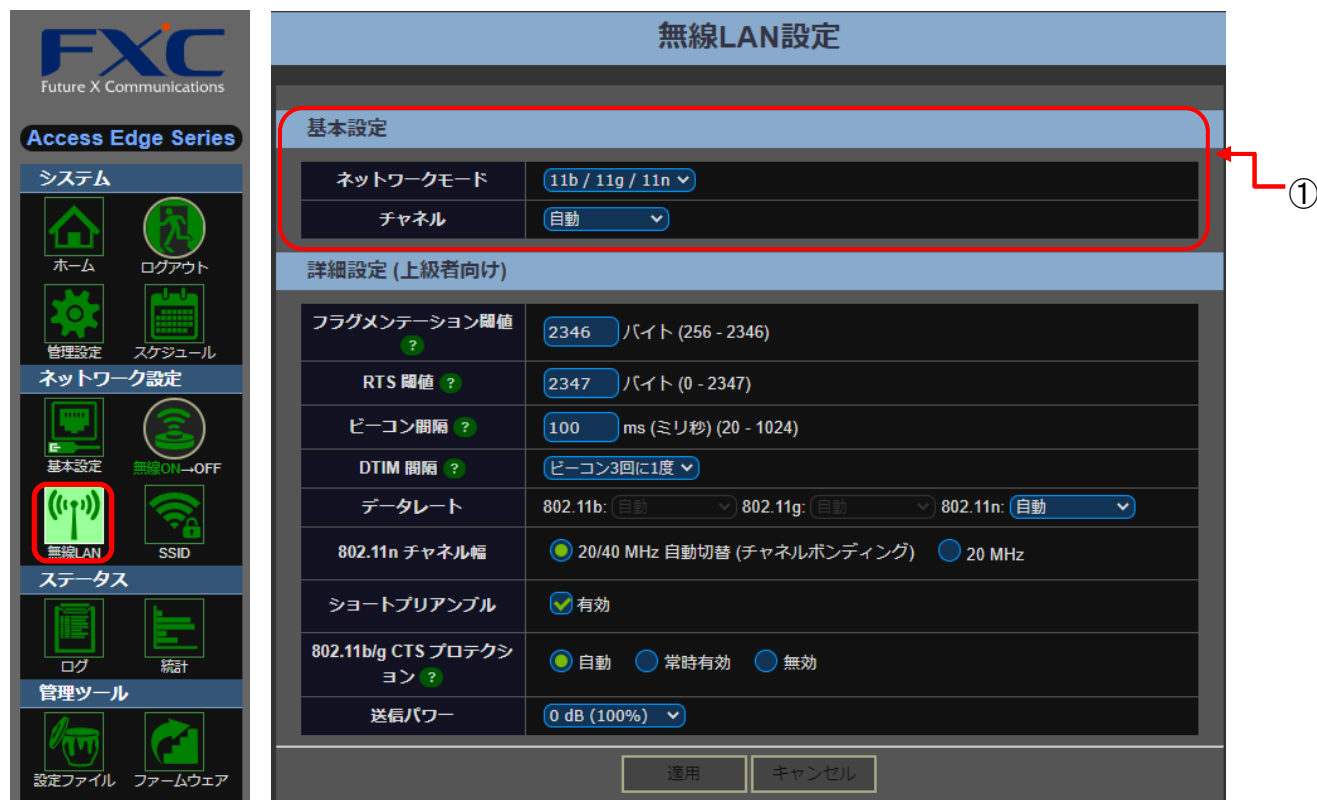 FXC
Future X Communications
Access Edge Series
システム
ホーム ログアウト
管理設定 スケジュール
ネットワーク設定
基本設定 無線ON→OFF
無線LAN SSID
ステータス
ログ 統計
管理ツール
設定ファイル ファームウェア
無線LAN設定
基本設定
ネットワークモード 11b / 11g / 11n
チャネル 自動
①
詳細設定 (上級者向け)
フラグメンテーション閾値 ? 2346 バイト (256 - 2346)
RTS 閾値 ? 2347 バイト (0 - 2347)
ビーコン間隔 ? 100 ms (ミリ秒) (20 - 1024)
DTIM 間隔 ? ビーコン3回に1度
データレート 802.11b: 自動 802.11g: 自動 802.11n: 自動
802.11n チャネル幅 20/40 MHz 自動切替 (チャネルボンディング) 20 MHz
ショートプリアンブル 有効
802.11b/g CTS プロテクシ
ョン ? 自動 常時有効 無効
送信パワー 0 dB (100%)
適用 キャンセル